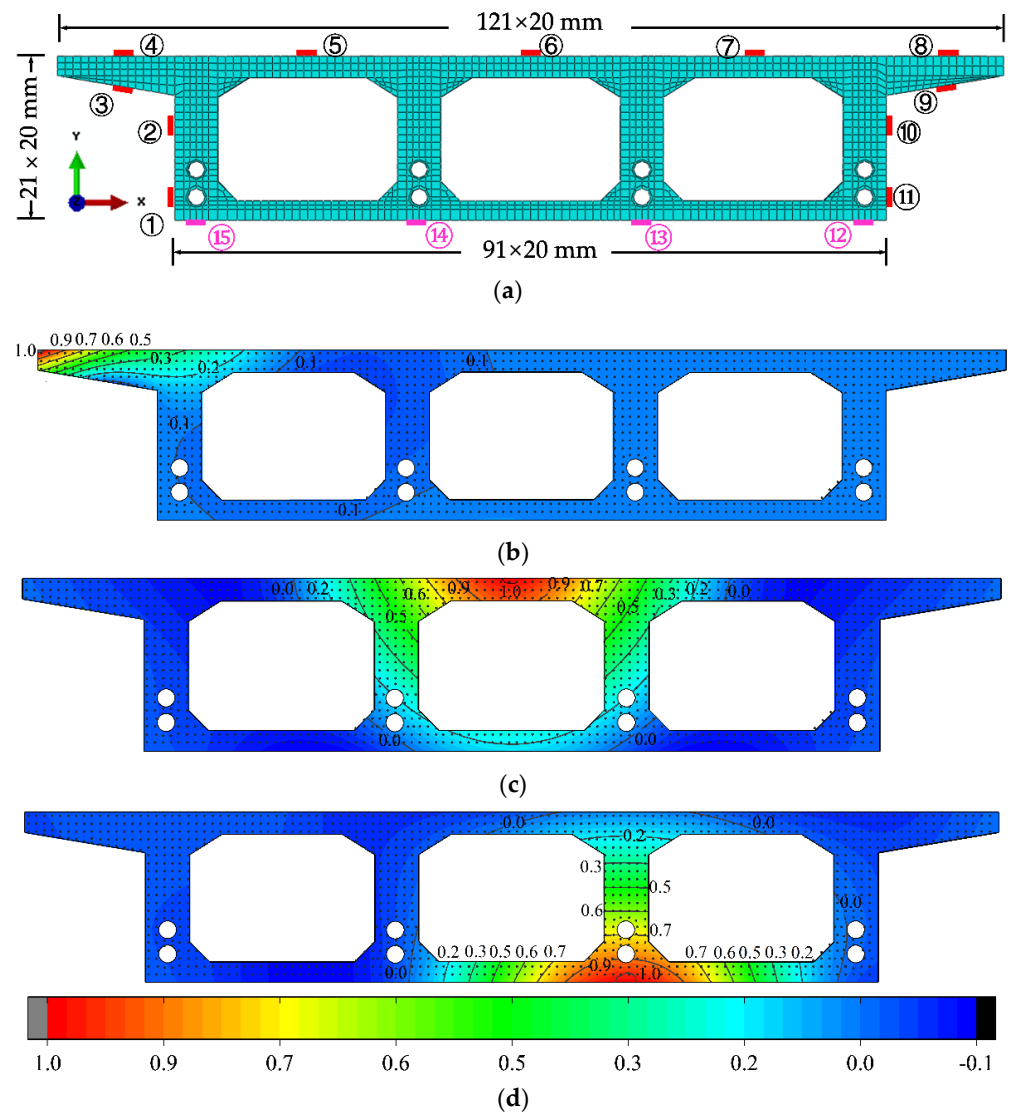 121×20 mm
④ ⑤ ⑥ ⑦ ⑧
③ ⑨
② ⑩
21 × 20 mm
Y
X
Z
① ⑪
⑮ ⑭ ⑬ ⑫
91×20 mm
(a)
1.0 0.9 0.7 0.6 0.5
0.3 0.2 0.1 0.1
0.1
0.1
(b)
0.0 0.2 0.6 0.9 1.0 0.9 0.7 0.3 0.2 0.0
0.5 0.5
0.0 0.0
(c)
0.0 0.0
0.2
0.3 0.5
0.6 0.7 0.0
0.2 0.3 0.5 0.6 0.7 0.7 0.6 0.5 0.3 0.2
0.0 0.9 1.0
1.0 0.9 0.7 0.6 0.5 0.3 0.2 0.0 -0.1
(d)